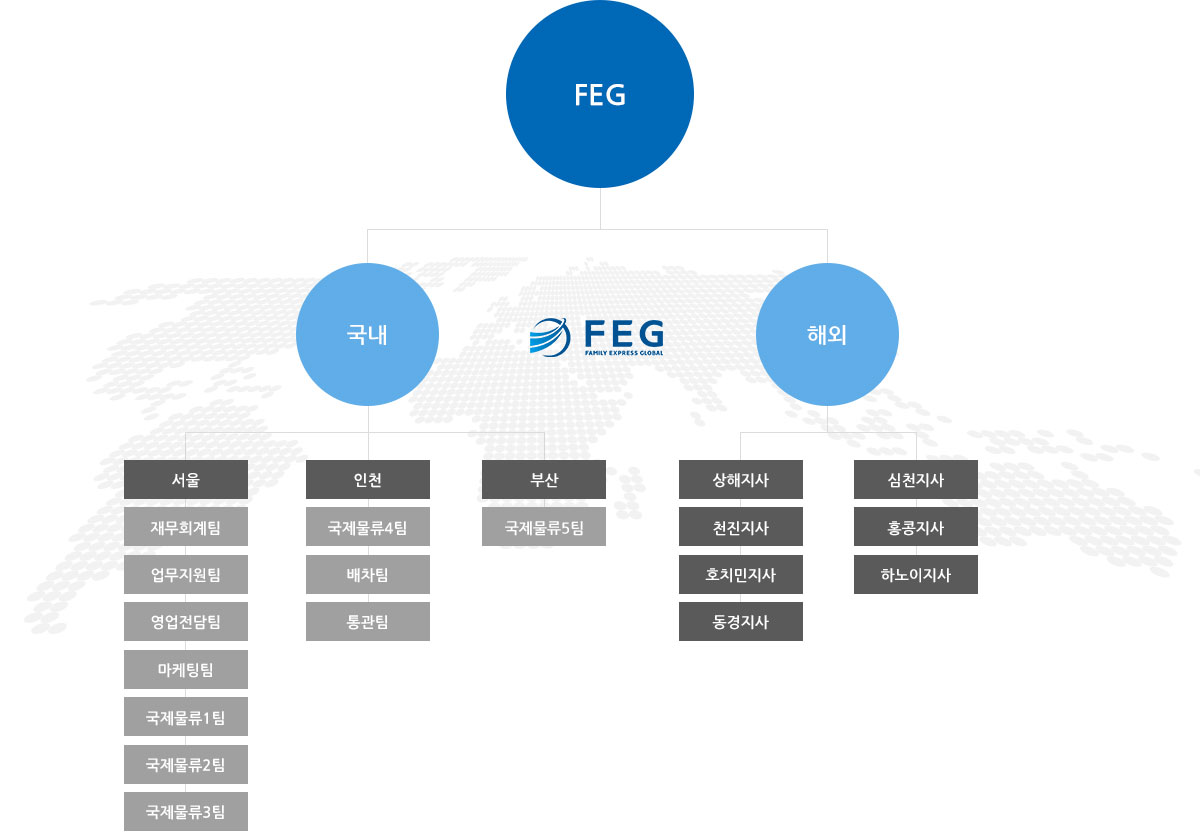 FEG
국내
FEG
FAMILY EXPRESS GLOBAL
해외
서울
재무회계팀
업무지원팀
영업전담팀
마케팅팀
국제물류1팀
국제물류2팀
국제물류3팀
인천
국제물류4팀
배차팀
통관팀
부산
국제물류5팀
상해지사
천진지사
호치민지사
동경지사
심천지사
홍콩지사
하노이지사